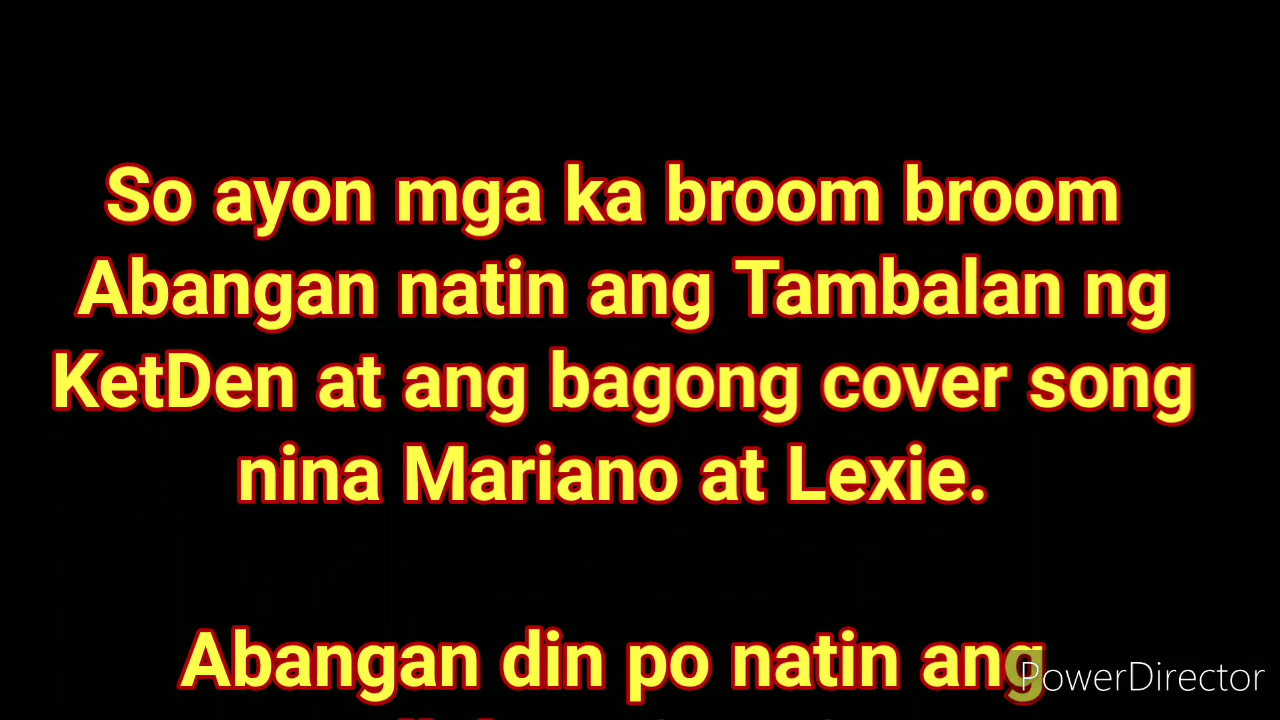 So ayon mga ka broom broom
Abangan natin ang Tambalan ng
KetDen at ang bagong cover song
nina Mariano at Lexie.
Abangan din po natin ang
PowerDirector